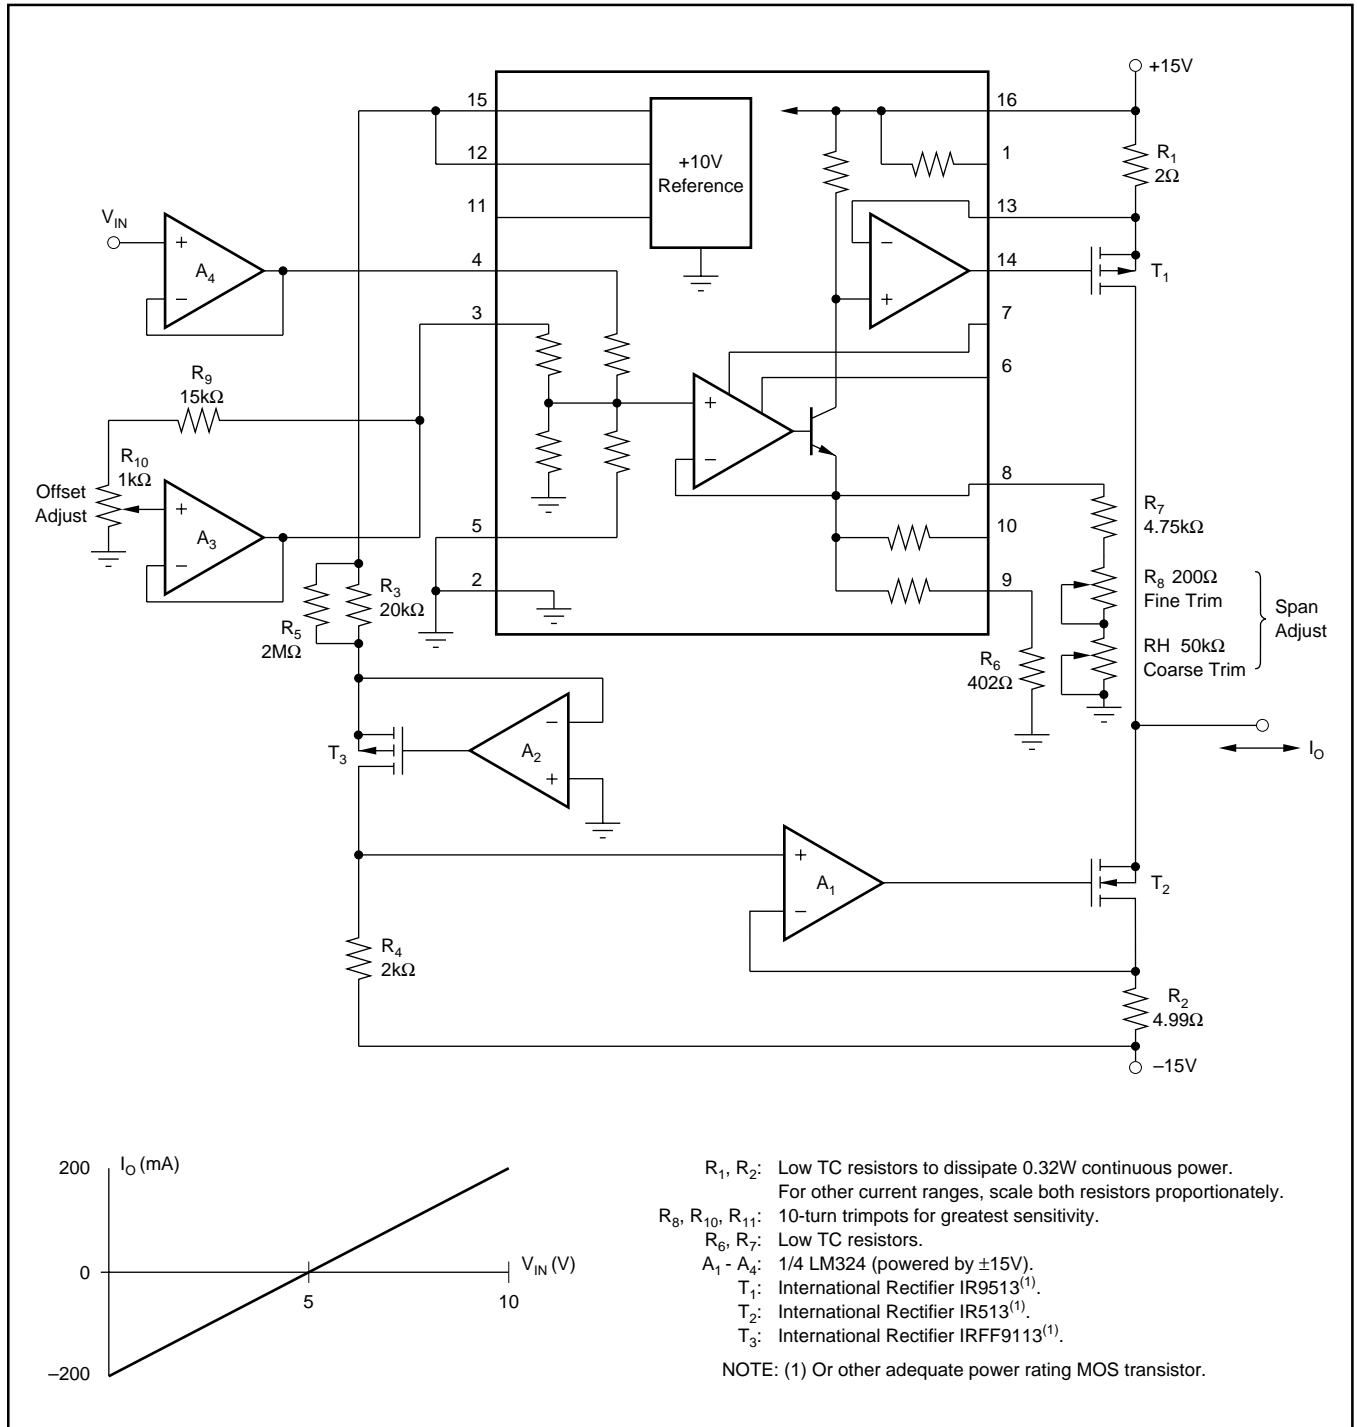 +15V
15
16
R1
2Ω
12
+10V
Reference
1
11
13
VIN
+
A4
–
4
–
+
14
T1
3
7
6
R9
15kΩ
+
–
R10
1kΩ
Offset
Adjust
+
A3
–
8
R7
4.75kΩ
5
10
R3
20kΩ
2
9
R8 200Ω
Fine Trim
Span
Adjust
R5
2MΩ
RH 50kΩ
Coarse Trim
R6
402Ω
T3
–
A2
+
IO
+
A1
–
T2
R4
2kΩ
R2
4.99Ω
–15V
200
IO (mA)
0
VIN (V)
5
10
–200
R1, R2: Low TC resistors to dissipate 0.32W continuous power.
For other current ranges, scale both resistors proportionately.
R8, R10, R11: 10-turn trimpots for greatest sensitivity.
R6, R7: Low TC resistors.
A1 - A4: 1/4 LM324 (powered by ±15V).
T1: International Rectifier IR9513(1).
T2: International Rectifier IR513(1).
T3: International Rectifier IRFF9113(1).
NOTE: (1) Or other adequate power rating MOS transistor.